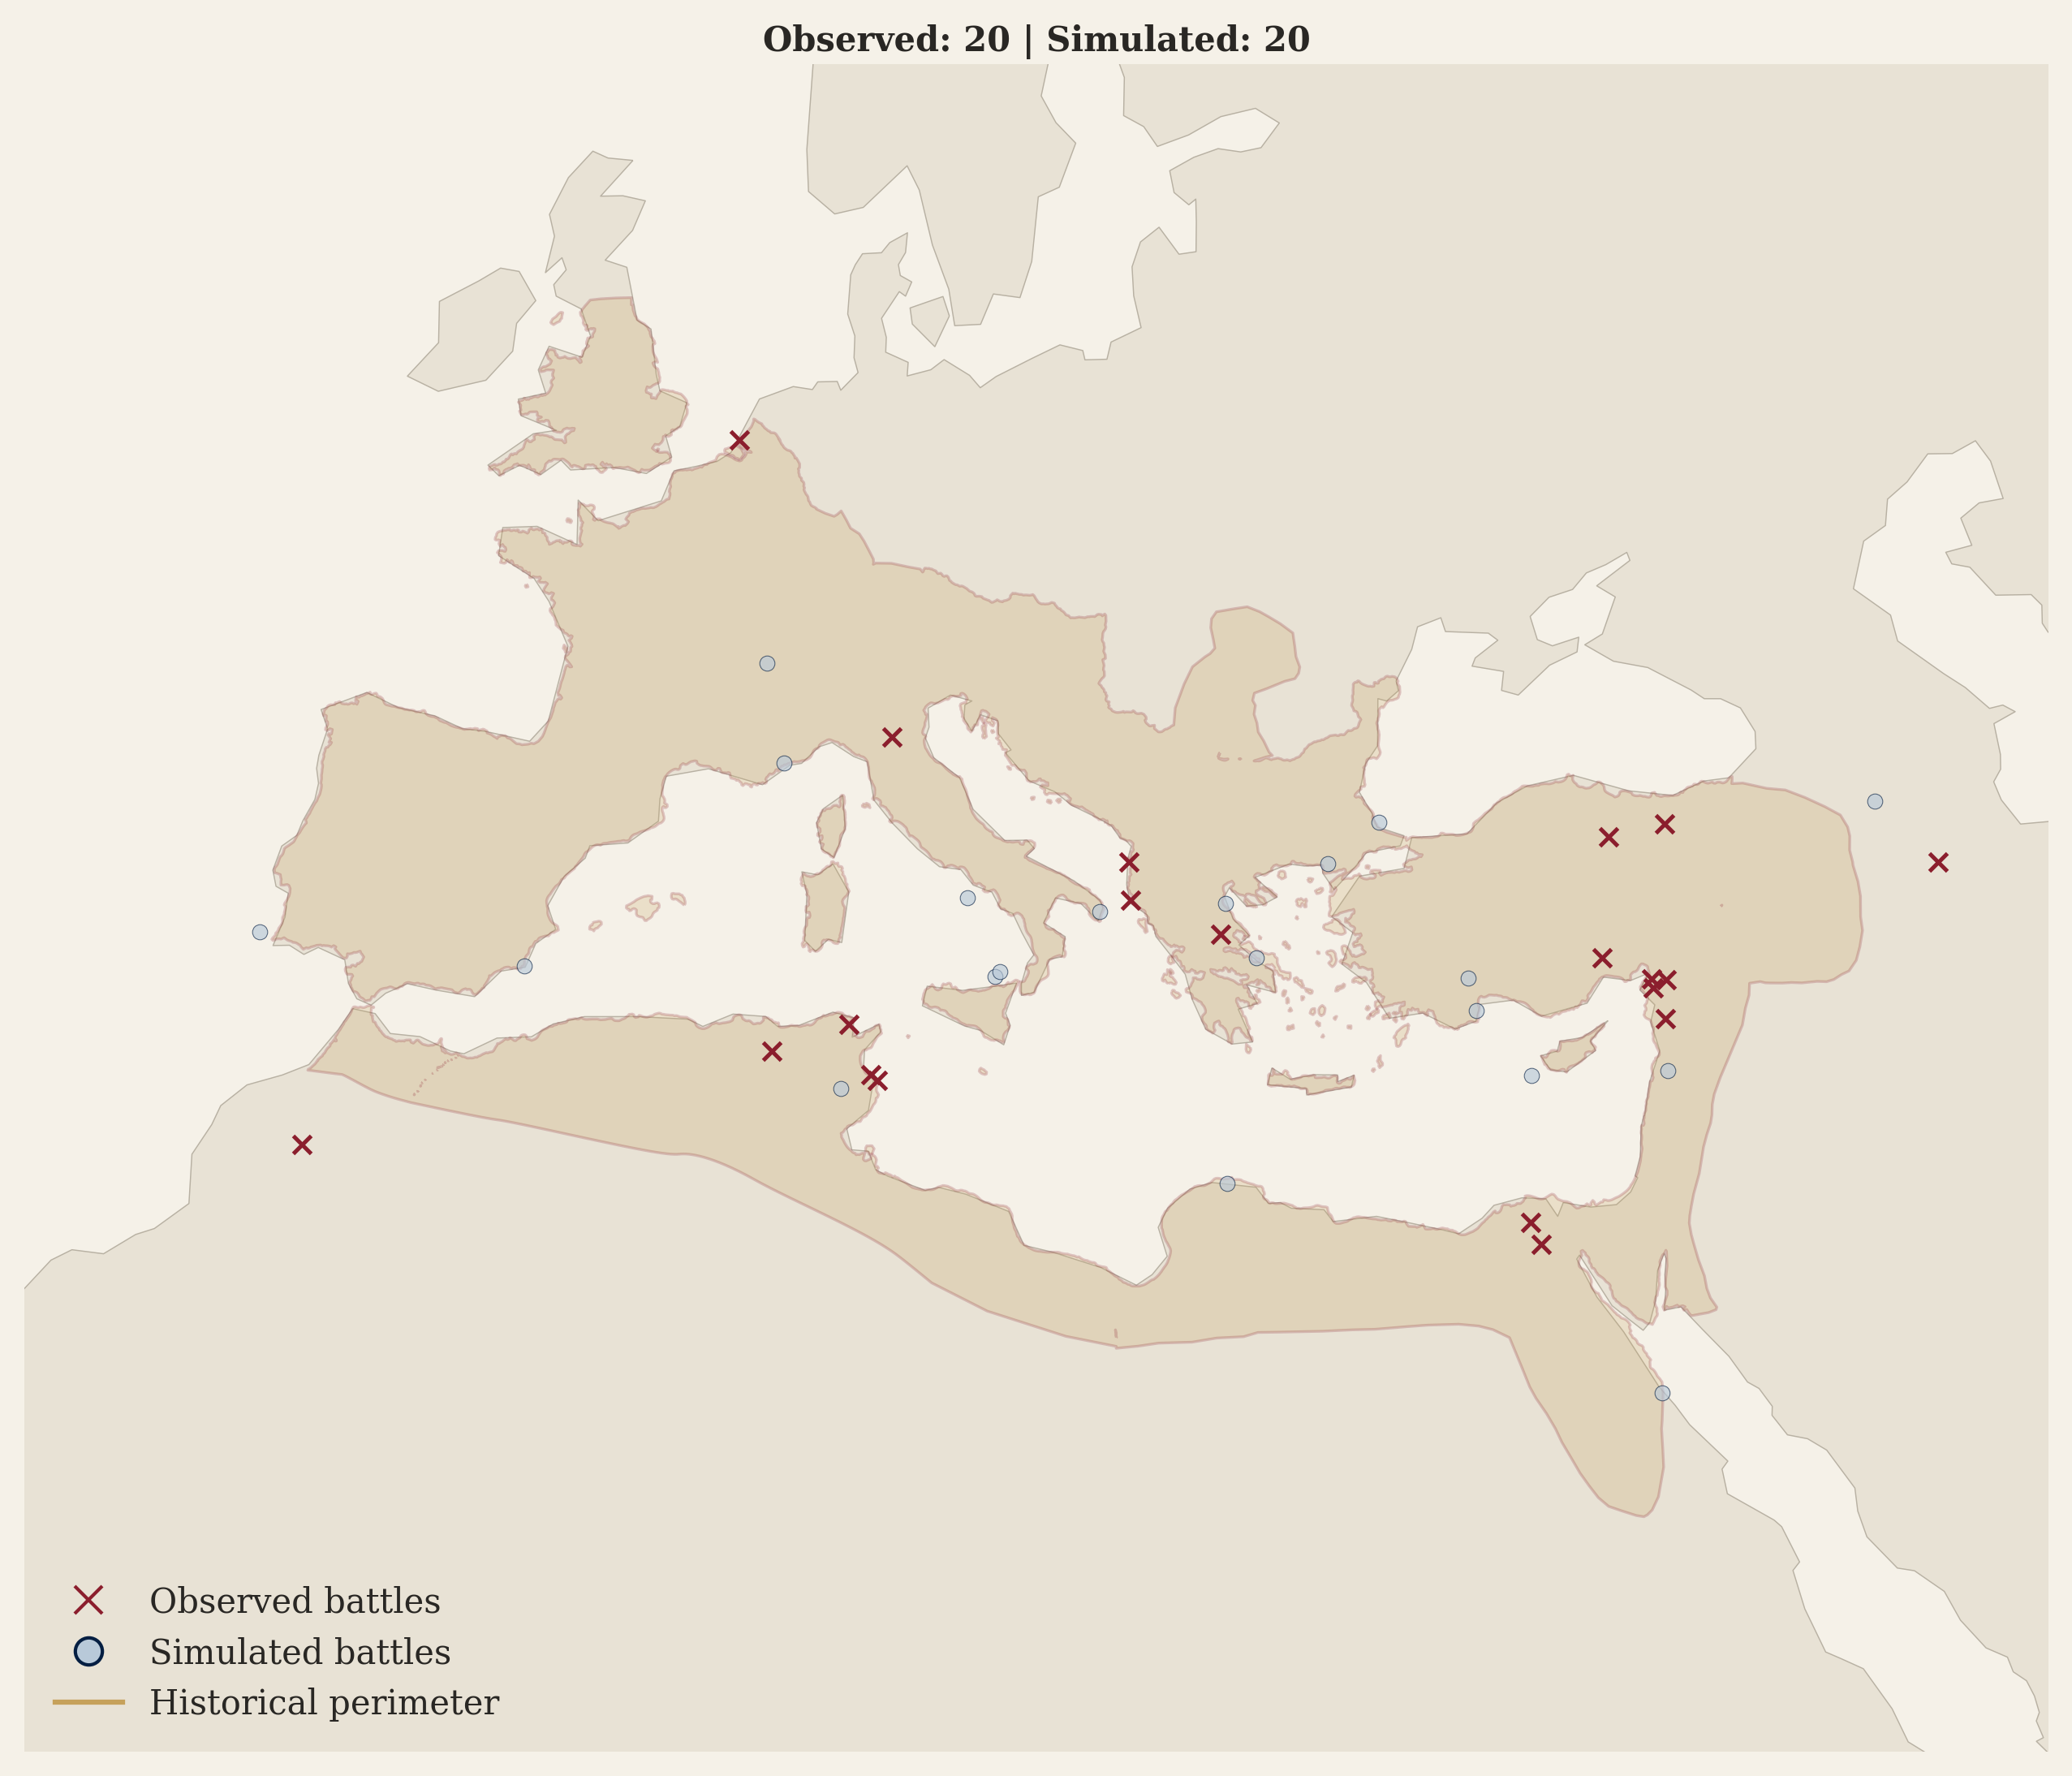 Observed: 20 | Simulated: 20
Observed battles
Simulated battles
Historical perimeter